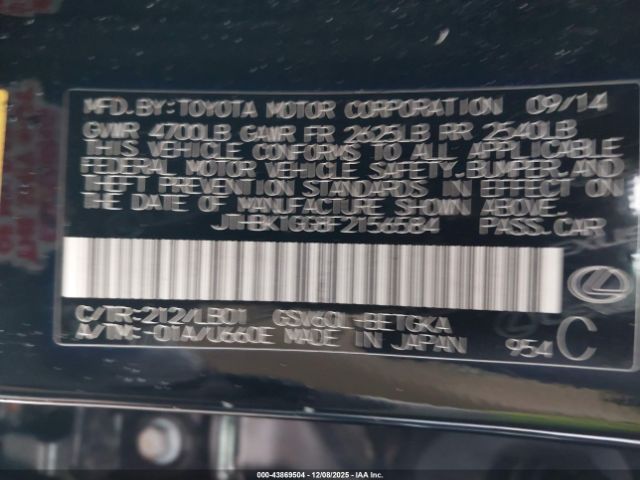 MFD. BY: TOYOTA MOTOR CORPORATION 09/14
GVWR 4700LB GAWR FR 2625LB RR 2540LB
THIS VEHICLE CONFORMS TO ALL APPLICABLE
FEDERAL MOTOR VEHICLE SAFETY, BUMPER, AND
THEFT PREVENTION STANDARDS IN EFFECT ON
THE DATE OF MANUFACTURE SHOWN ABOVE.
JTHBK1GG8F2156584 PASS. CAR
C/TR: 212/LB01 GSV60L-BETGKA
A/TM: -01A/U660E MADE IN JAPAN 954 C
000-43869504 | 12/08/2025 - IAA Inc.